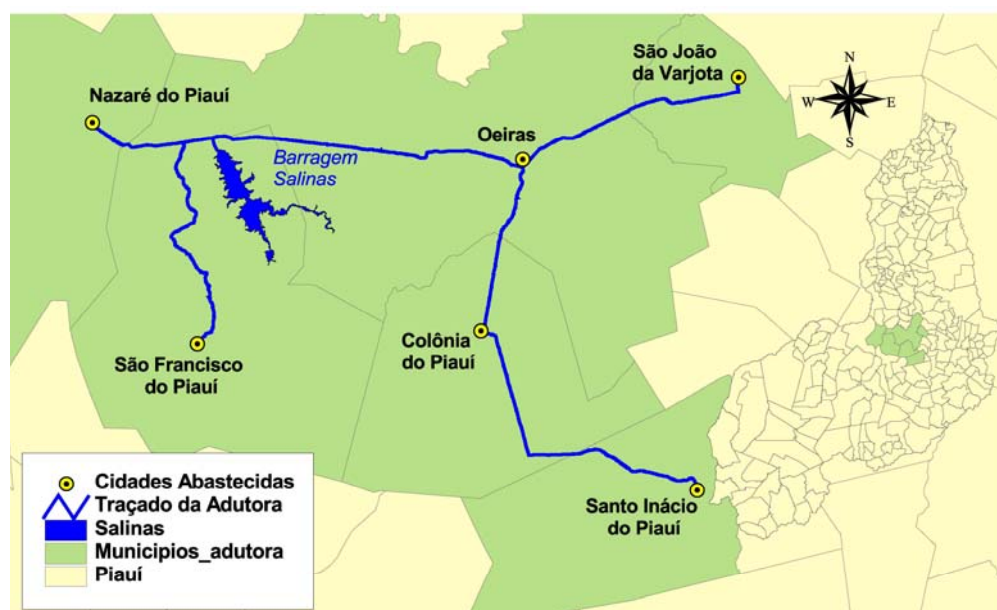 São João
da Varjota
N
W
E
S
Nazaré do Piauí
Oeiras
Barragem
Salinas
Colônia
do Piauí
São Francisco
do Piauí
Santo Inácio
do Piauí
Cidades Abastecidas
Traçado da Adutora
Salinas
Municipios_adutora
Piauí